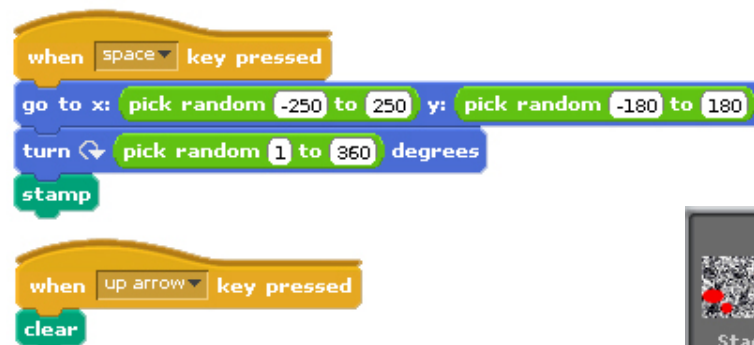 when space key pressed
go to x: pick random -250 to 250 y: pick random -180 to 180
turn pick random 1 to 360 degrees
stamp
when up arrow key pressed
clear